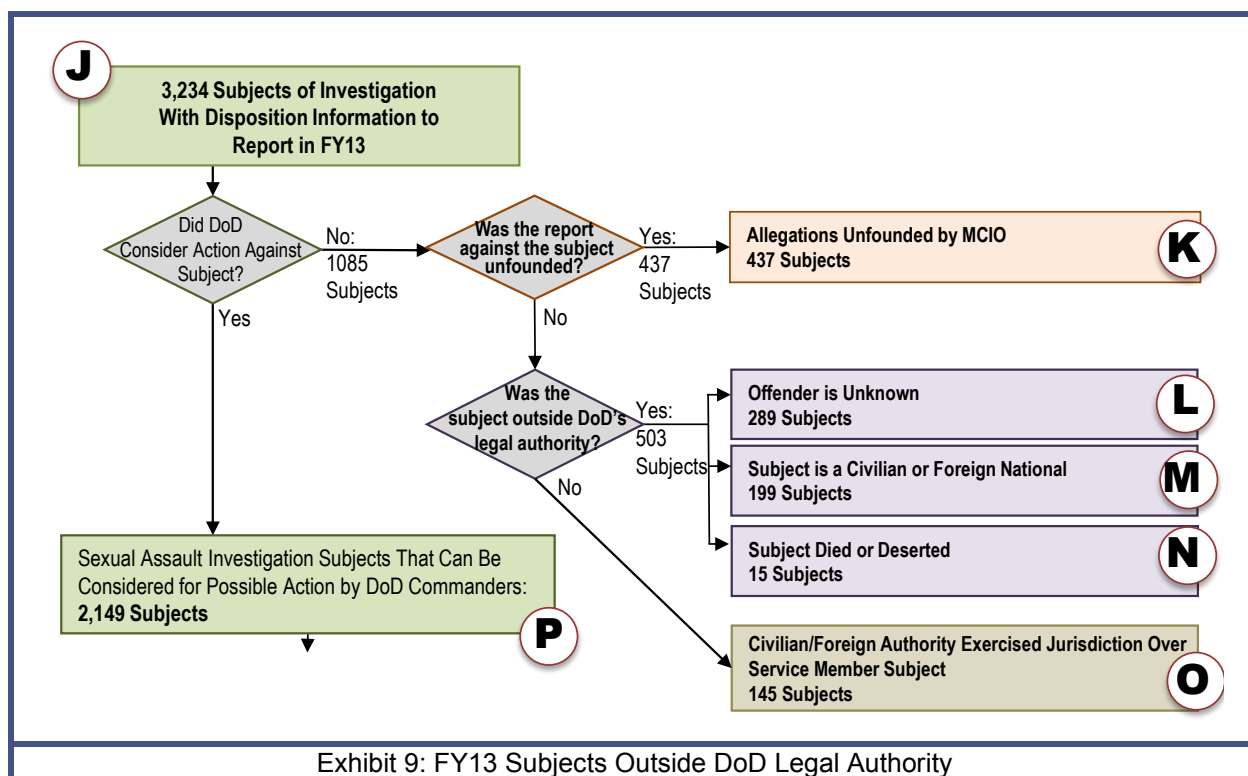 J
3,234 Subjects of Investigation
With Disposition Information to
Report in FY13
Did DoD
Consider Action Against
Subject?
No:
1085
Subjects
Was the report
against the subject
unfounded?
Yes:
437
Subjects
Allegations Unfounded by MCIO
437 Subjects
K
Yes
No
Was the
subject outside DoD's
legal authority?
Yes:
503
Subjects
Offender is Unknown
289 Subjects
L
Subject is a Civilian or Foreign National
199 Subjects
M
Subject Died or Deserted
15 Subjects
N
No
Sexual Assault Investigation Subjects That Can Be
Considered for Possible Action by DoD Commanders:
2,149 Subjects
P
Civilian/Foreign Authority Exercised Jurisdiction Over
Service Member Subject
145 Subjects
O
Exhibit 9: FY13 Subjects Outside DoD Legal Authority